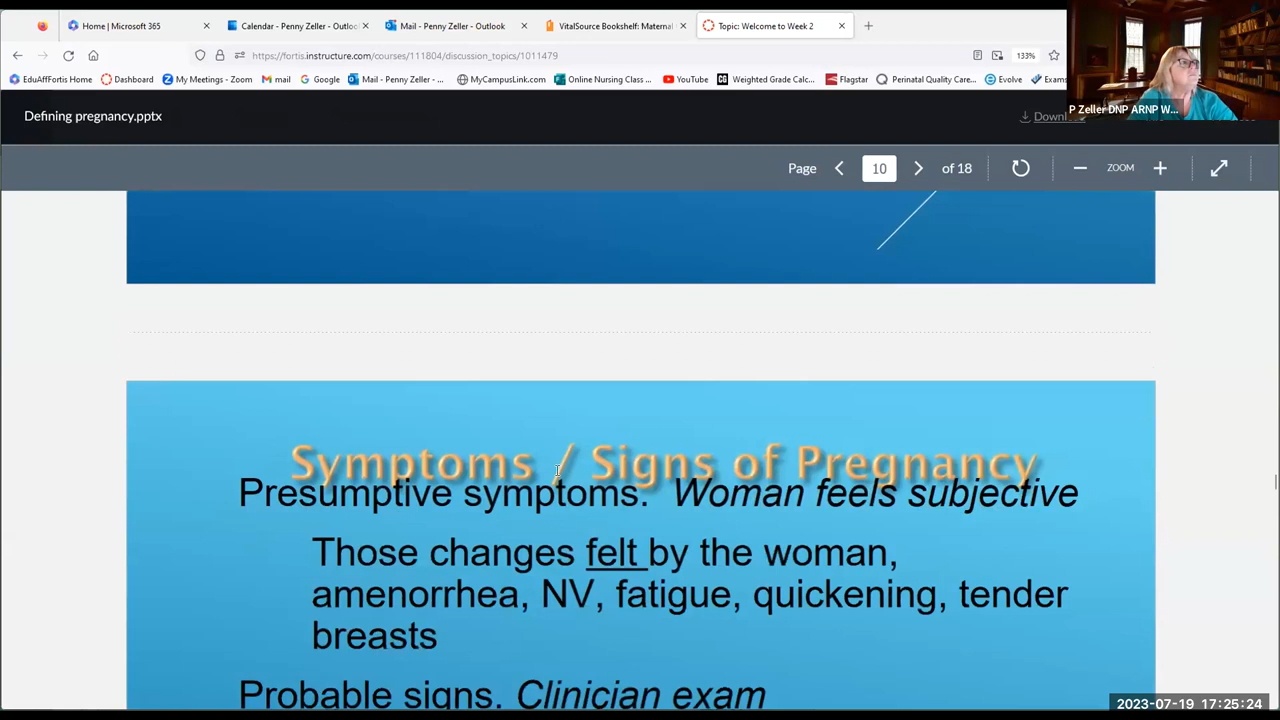 Home | Microsoft 365
Calendar - Penny Zeller - Outloo
Mail - Penny Zeller - Outlook
VitalSource Bookshelf: Maternal
Topic: Welcome to Week 2
https://fortis.instructure.com/courses/111804/discussion_topics/1011479
133%
EduAffFortis Home Dashboard My Meetings - Zoom mail Google Mail - Penny Zeller - ... MyCampusLink.com Online Nursing Class ... YouTube Weighted Grade Calc... Flagstar Perinatal Quality Care... Evolve Exams
P Zeller DNP ARNP W...
Defining pregnancy.pptx
Page 10 of 18 ZOOM
Symptoms / Signs of Pregnancy
Presumptive symptoms. Woman feels subjective
Those changes felt by the woman,
amenorrhea, NV, fatigue, quickening, tender
breasts
Probable signs. Clinician exam
2023-07-19 17:25:24